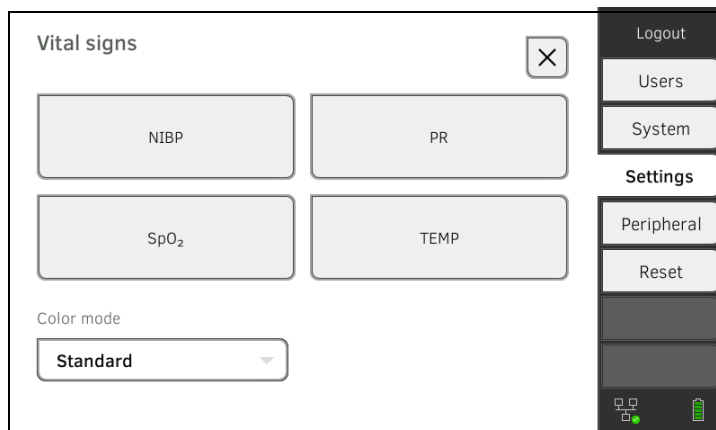 Vital signs
NIBP
PR
SpO₂
TEMP
Color mode
Standard
Logout
Users
System
Settings
Peripheral
Reset